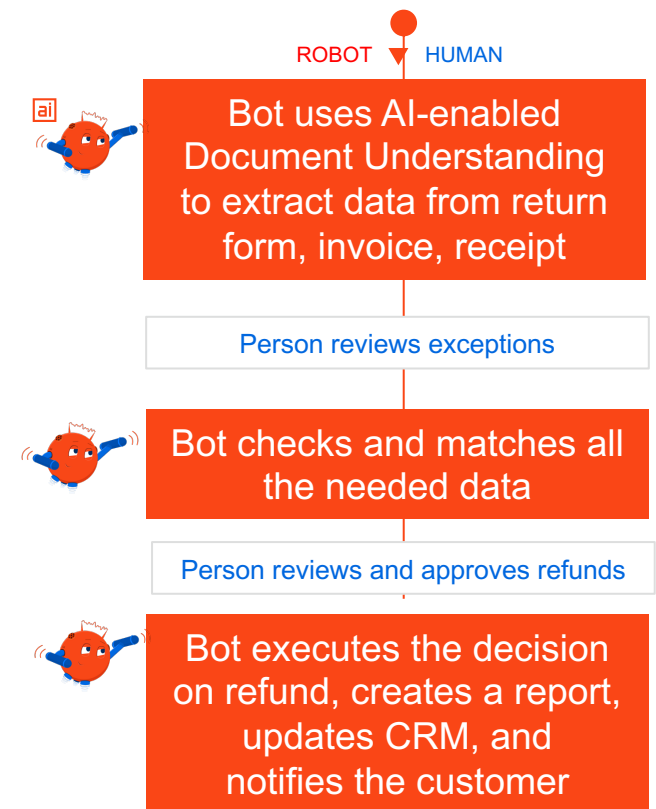 ROBOT HUMAN
ai
Bot uses AI-enabled
Document Understanding
to extract data from return
form, invoice, receipt
Person reviews exceptions
Bot checks and matches all
the needed data
Person reviews and approves refunds
Bot executes the decision
on refund, creates a report,
updates CRM, and
notifies the customer